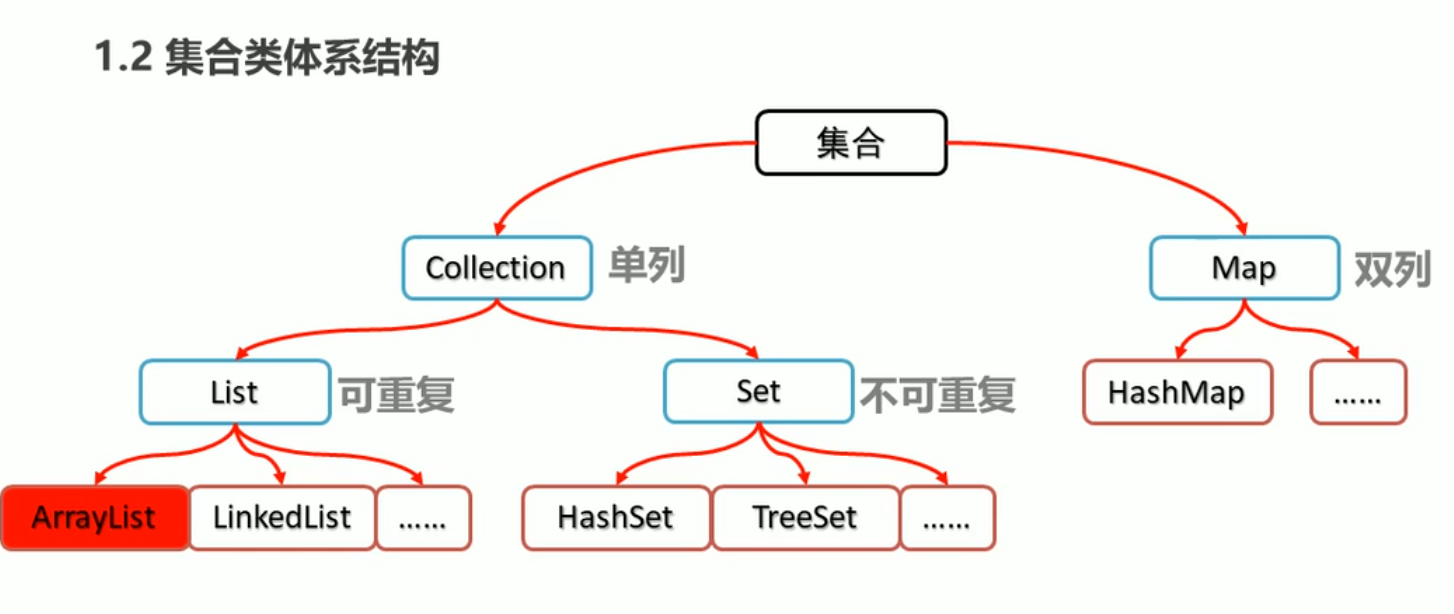 1.2 集合类体系结构
集合
Collection
单列
Map
双列
List
可重复
Set
不可重复
HashMap
......
ArrayList
LinkedList
......
HashSet
TreeSet
......